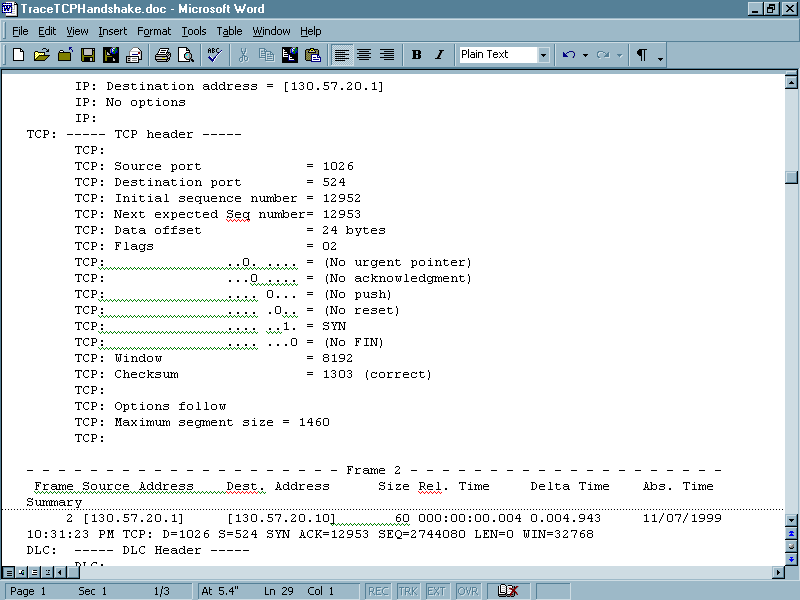 TraceTCPHandshake.doc - Microsoft Word
File Edit View Insert Format Tools Table Window Help
ABC B I Plain Text ¶
IP: Destination address = [130.57.20.1]
IP: No options
IP:
TCP: ----- TCP header -----
TCP:
TCP: Source port = 1026
TCP: Destination port = 524
TCP: Initial sequence number = 12952
TCP: Next expected Seq number= 12953
TCP: Data offset = 24 bytes
TCP: Flags = 02
TCP: ..0. .... = (No urgent pointer)
TCP: ...0 .... = (No acknowledgment)
TCP: .... 0... = (No push)
TCP: .... .0.. = (No reset)
TCP: .... ..1. = SYN
TCP: .... ...0 = (No FIN)
TCP: Window = 8192
TCP: Checksum = 1303 (correct)
TCP:
TCP: Options follow
TCP: Maximum segment size = 1460
TCP:
- - - - - - - - - - - - - - - - - - - - Frame 2 - - - - - - - - - - - - - - - - - - - -
Frame Source Address Dest. Address Size Rel. Time Delta Time Abs. Time
Summary
2 [130.57.20.1] [130.57.20.10] 60 000:00:00.004 0.004.943 11/07/1999
10:31:23 PM TCP: D=1026 S=524 SYN ACK=12953 SEQ=2744080 LEN=0 WIN=32768
DLC: ----- DLC Header -----
DLC:
Page 1 Sec 1 1/3 At 5.4" Ln 29 Col 1 REC TRK EXT OVR